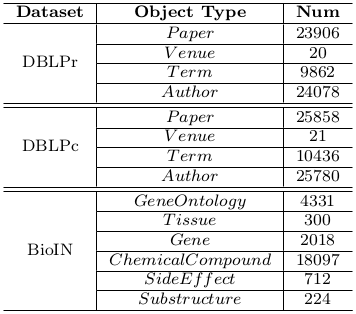 Dataset Object Type Num
DBLPr
Paper 23906
Venue 20
Term 9862
Author 24078
DBLPc
Paper 25858
Venue 21
Term 10436
Author 25780
BioIN
GeneOntology 4331
Tissue 300
Gene 2018
ChemicalCompound 18097
SideEffect 712
Substructure 224